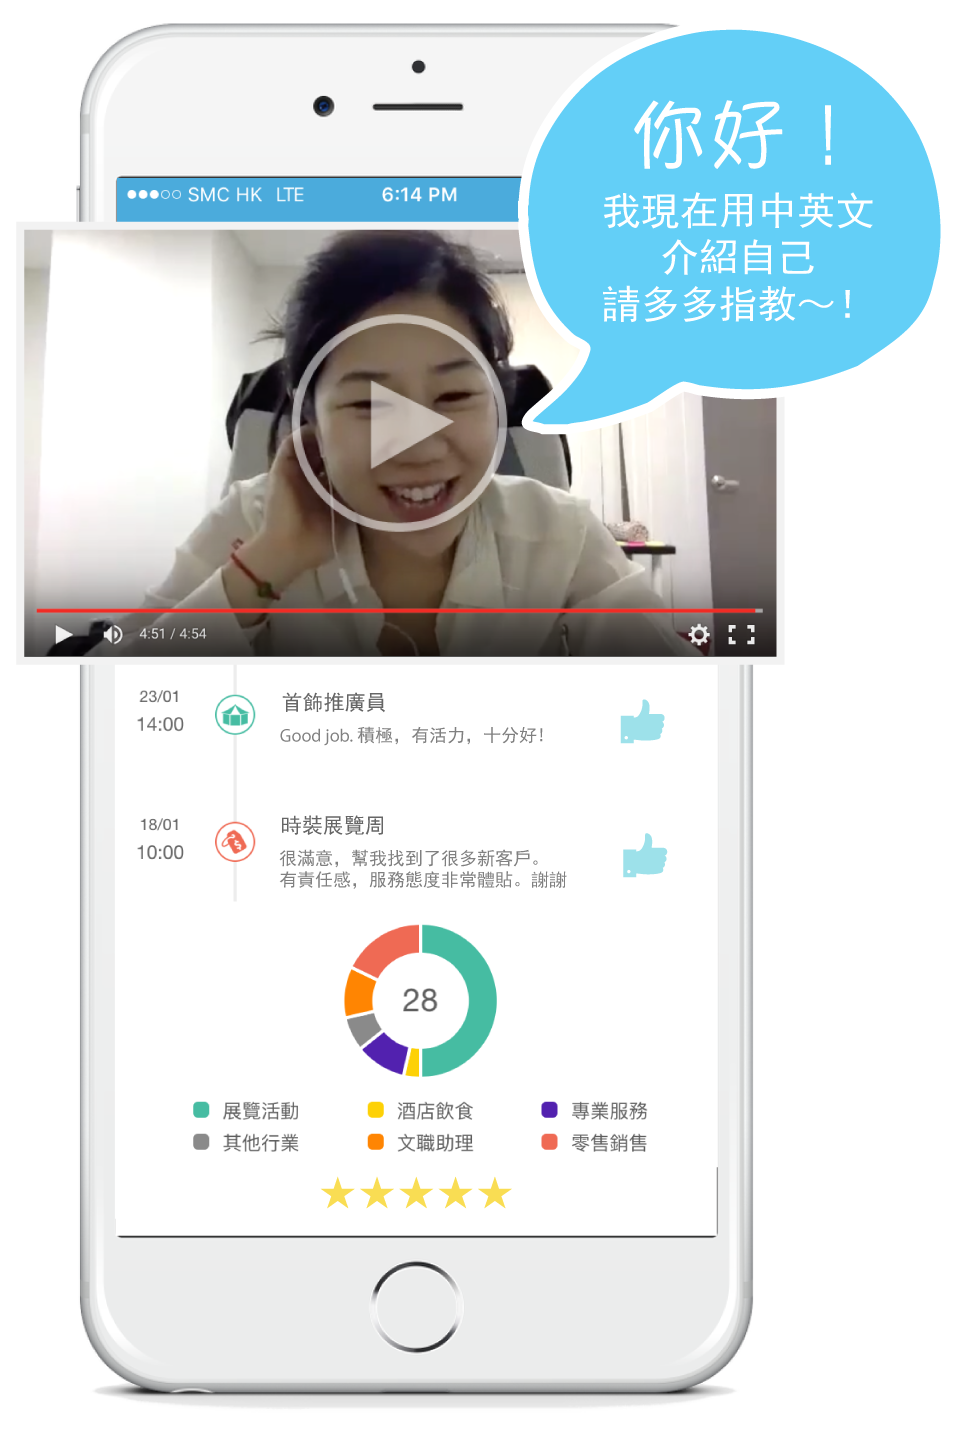 SMC HK LTE 6:14 PM
你好！
我現在用中英文
介紹自己
請多多指教～！
4:51 / 4:54
23/01
14:00
首飾推廣員
Good job. 積極，有活力，十分好！
18/01
10:00
時裝展覽周
很滿意，幫我找到了很多新客戶。
有責任感，服務態度非常體貼。謝謝
28
展覽活動 酒店飲食 專業服務
其他行業 文職助理 零售銷售